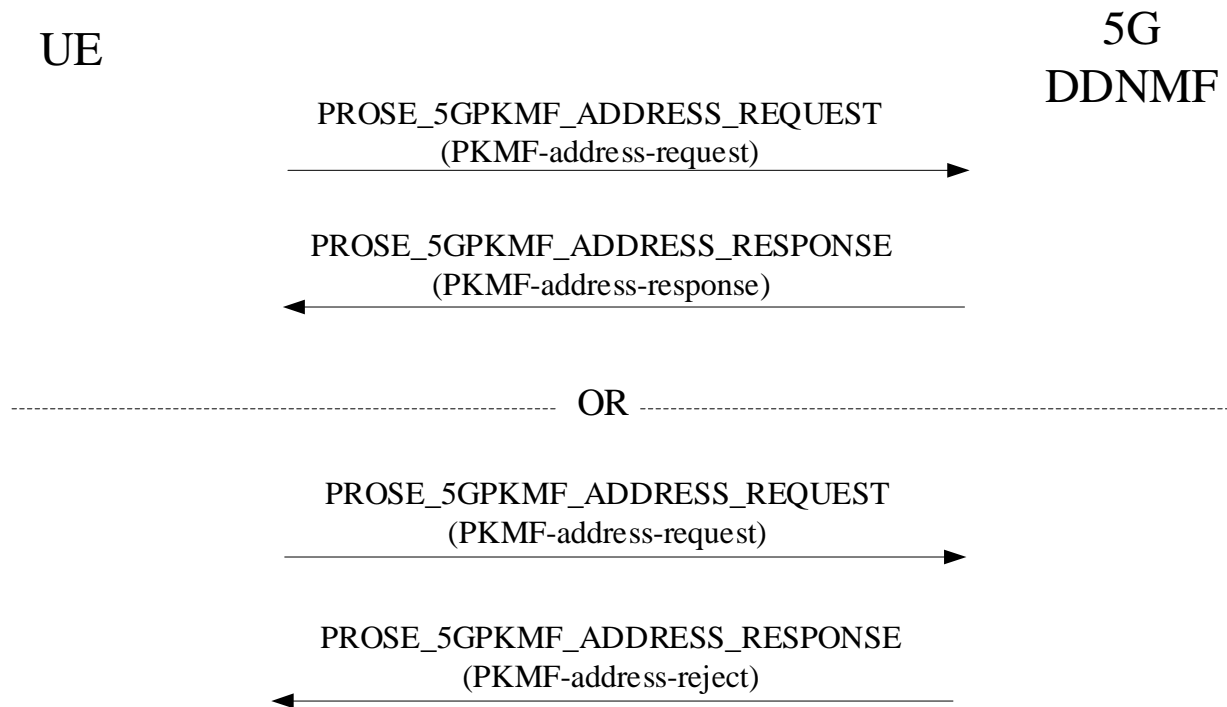 UE
5G
DDNMF
PROSE_5GPKMF_ADDRESS_REQUEST
(PKMF-address-request)
PROSE_5GPKMF_ADDRESS_RESPONSE
(PKMF-address-response)
OR
PROSE_5GPKMF_ADDRESS_REQUEST
(PKMF-address-request)
PROSE_5GPKMF_ADDRESS_RESPONSE
(PKMF-address-reject)